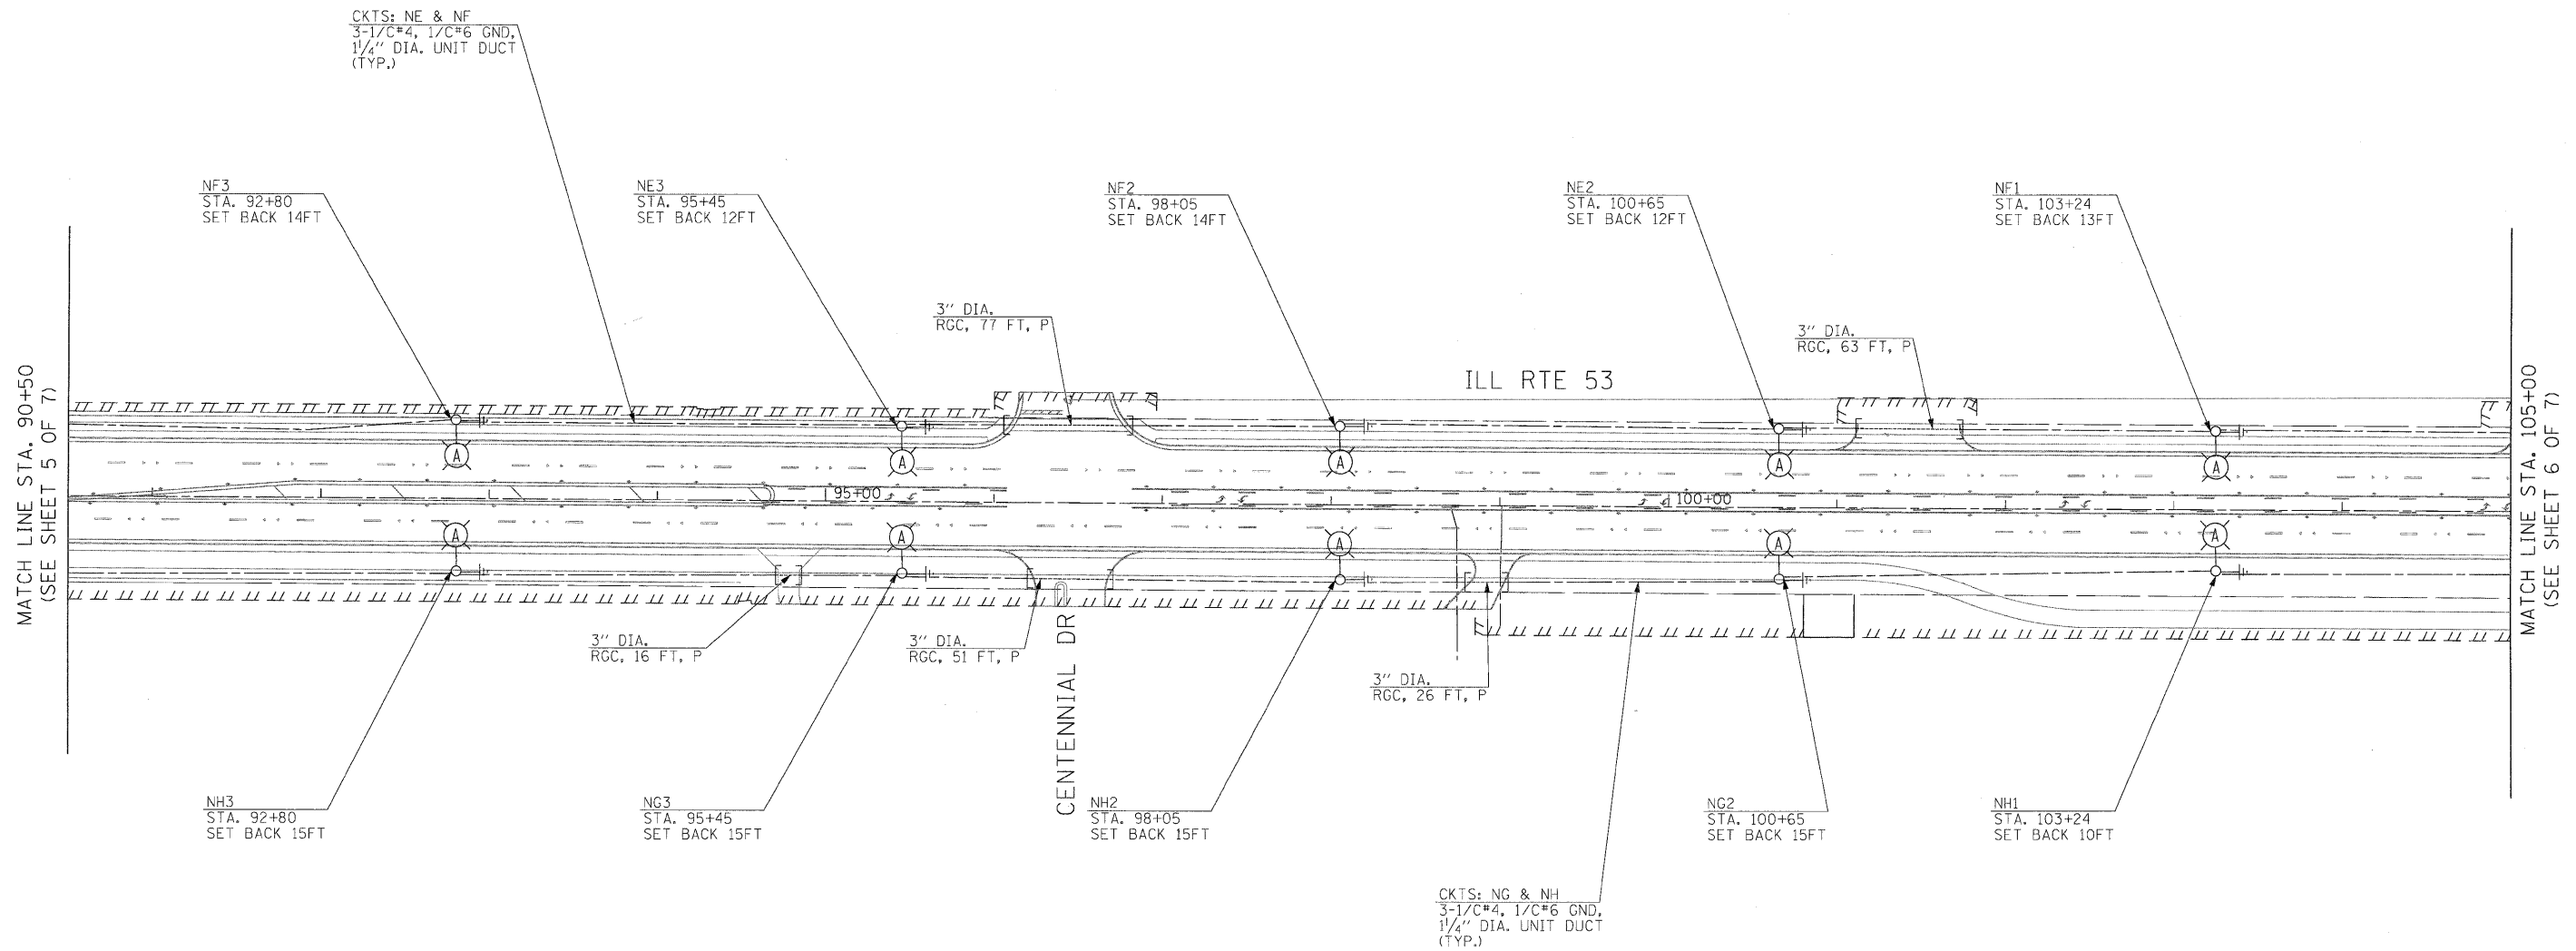 CKTS: NE & NF
3-1/C#4, 1/C#6 GND,
1 1/4" DIA. UNIT DUCT
(TYP.)
NF3
STA. 92+80
SET BACK 14FT
NE3
STA. 95+45
SET BACK 12FT
NF2
STA. 98+05
SET BACK 14FT
NE2
STA. 100+65
SET BACK 12FT
NF1
STA. 103+24
SET BACK 13FT
3" DIA.
RGC, 77 FT, P
3" DIA.
RGC, 63 FT, P
ILL RTE 53
MATCH LINE STA. 90+50
(SEE SHEET 5 OF 7)
MATCH LINE STA. 105+00
(SEE SHEET 6 OF 7)
A
A
A
A
A
95+00
100+00
A
A
A
A
A
3" DIA.
RGC, 16 FT, P
3" DIA.
RGC, 51 FT, P
CENTENNIAL DR
3" DIA.
RGC, 26 FT, P
NH3
STA. 92+80
SET BACK 15FT
NG3
STA. 95+45
SET BACK 15FT
NH2
STA. 98+05
SET BACK 15FT
NG2
STA. 100+65
SET BACK 15FT
NH1
STA. 103+24
SET BACK 10FT
CKTS: NG & NH
3-1/C#4, 1/C#6 GND,
1 1/4" DIA. UNIT DUCT
(TYP.)